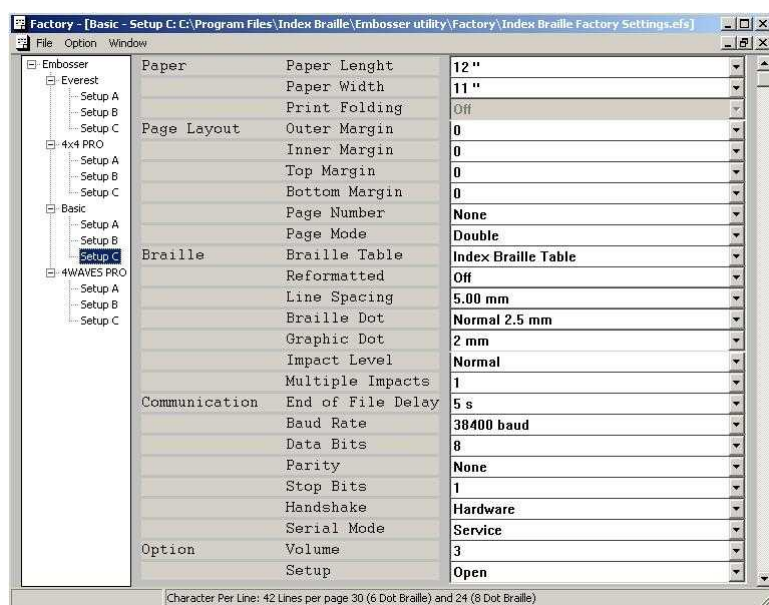 Factory - [Basic - Setup C: C:\Program Files\Index Braille\Embosser utility\Factory\Index Braille Factory Settings.efs]
File Option Window
Embosser
Everest
Setup A
Setup B
Setup C
4x4 PRO
Setup A
Setup B
Setup C
Basic
Setup A
Setup B
Setup C
4WAVES PRO
Setup A
Setup B
Setup C
Paper Paper Lenght 12 "
Paper Width 11 "
Print Folding Off
Page Layout Outer Margin 0
Inner Margin 0
Top Margin 0
Bottom Margin 0
Page Number None
Page Mode Double
Braille Braille Table Index Braille Table
Reformatted Off
Line Spacing 5.00 mm
Braille Dot Normal 2.5 mm
Graphic Dot 2 mm
Impact Level Normal
Multiple Impacts 1
Communication End of File Delay 5 s
Baud Rate 38400 baud
Data Bits 8
Parity None
Stop Bits 1
Handshake Hardware
Serial Mode Service
Option Volume 3
Setup Open
Character Per Line: 42 Lines per page 30 (6 Dot Braille) and 24 (8 Dot Braille)